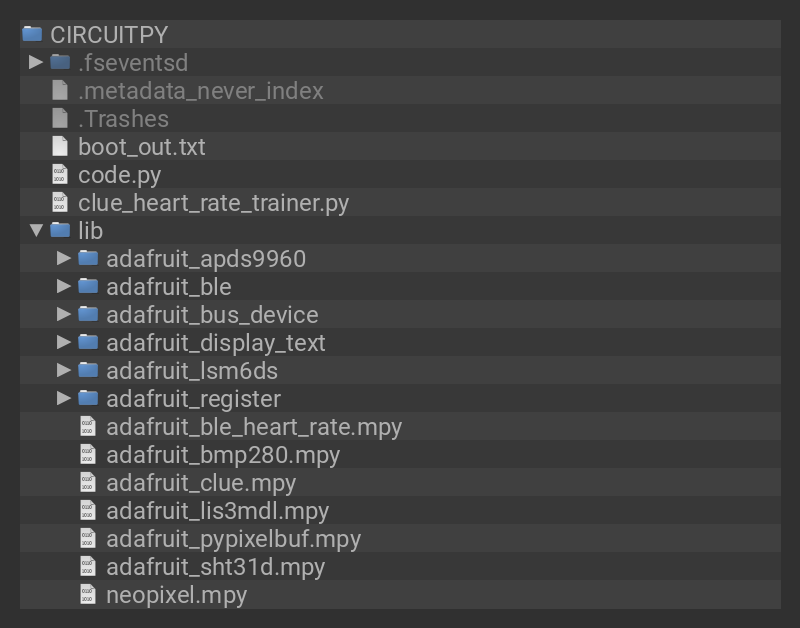 CIRCUITPY
.fseventsd
.metadata_never_index
.Trashes
boot_out.txt
code.py
clue_heart_rate_trainer.py
lib
adafruit_apds9960
adafruit_ble
adafruit_bus_device
adafruit_display_text
adafruit_lsm6ds
adafruit_register
adafruit_ble_heart_rate.mpy
adafruit_bmp280.mpy
adafruit_clue.mpy
adafruit_lis3mdl.mpy
adafruit_pypixelbuf.mpy
adafruit_sht31d.mpy
neopixel.mpy